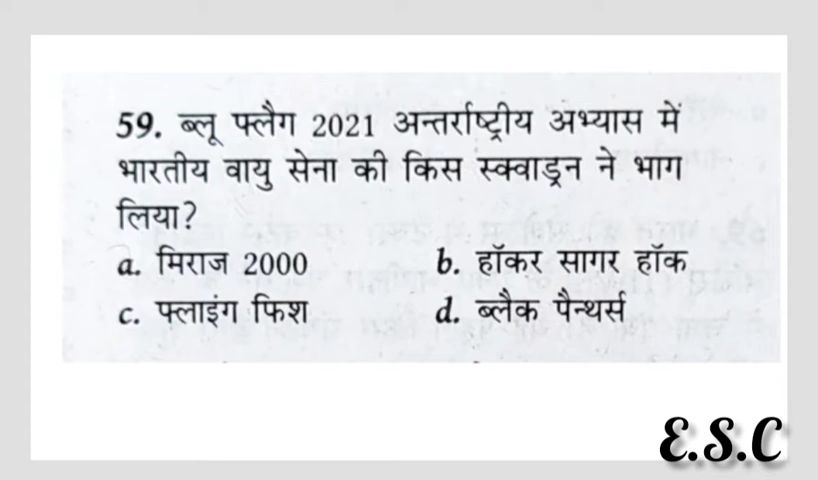 59. ब्लू फ्लैग 2021 अन्तर्राष्ट्रीय अभ्यास में
भारतीय वायु सेना की किस स्क्वाड्रन ने भाग
लिया?
a. मिराज 2000 b. हॉकर सागर हॉक
c. फ्लाइंग फिश d. ब्लैक पैन्थर्स
E.S.C